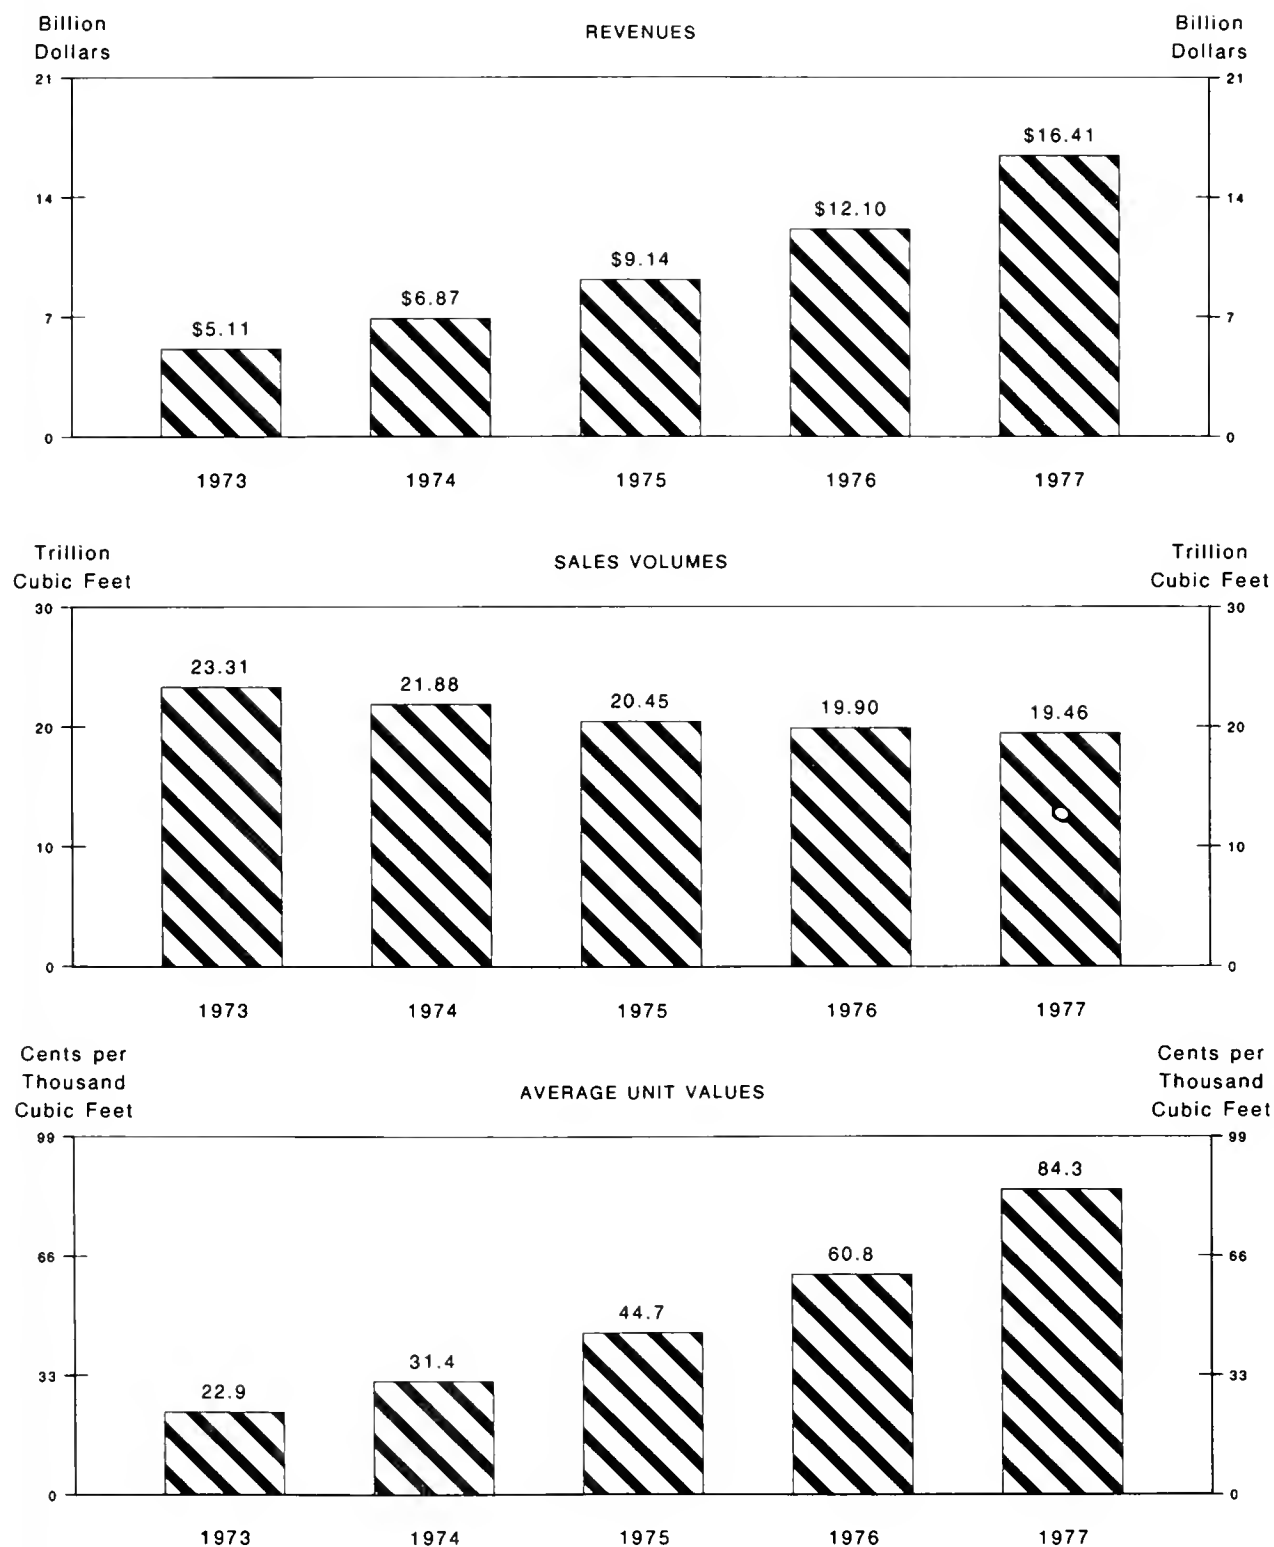 Billion
Dollars
REVENUES
Billion
Dollars
21
21
$16.41
14
14
$12.10
$9.14
$6.87
7
7
$5.11
0
0
1973 1974 1975 1976 1977
Trillion
Cubic Feet
SALES VOLUMES
Trillion
Cubic Feet
30
30
23.31
21.88
20.45
19.90
19.46
20
20
10
10
0
0
1973 1974 1975 1976 1977
Cents per
Thousand
Cubic Feet
AVERAGE UNIT VALUES
Cents per
Thousand
Cubic Feet
99
99
84.3
66
66
60.8
44.7
33
33
31.4
22.9
0
0
1973 1974 1975 1976 1977